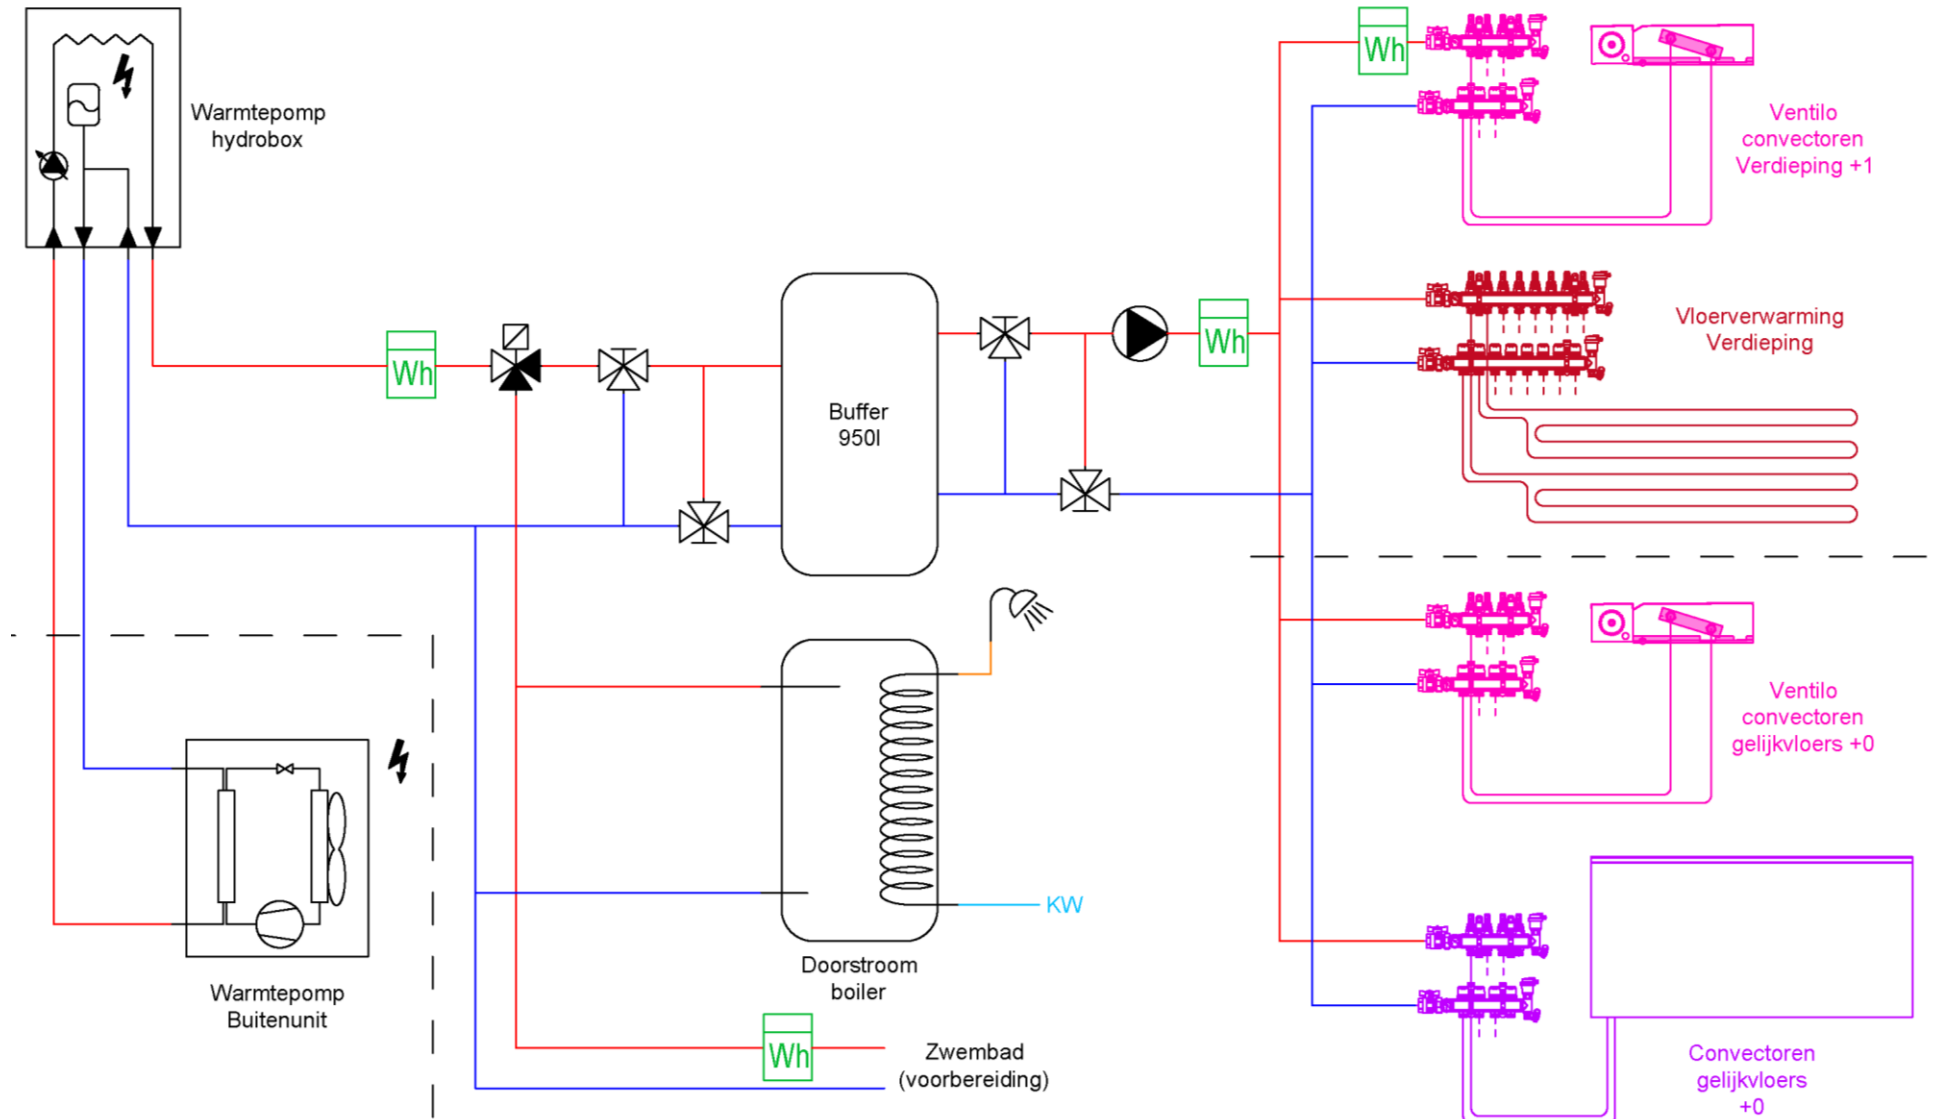 Warmtepomp
hydrobox
Wh
Wh
Wh
Ventilo
convectoren
Verdieping +1
Vloerverwarming
Verdieping
Buffer
950l
Ventilo
convectoren
gelijkvloers +0
KW
Doorstroom
boiler
Warmtepomp
Buitenunit
Wh
Zwembad
(voorbereiding)
Convectoren
gelijkvloers
+0